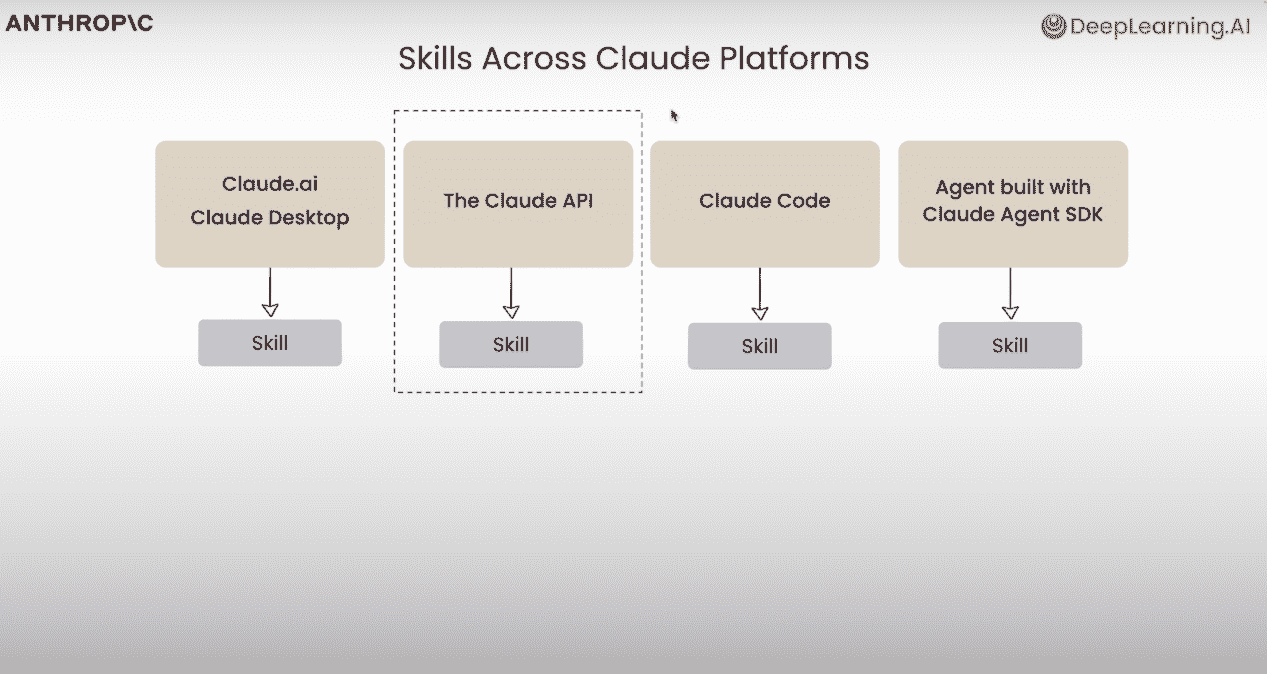 ANTHROP\C
DeepLearning.AI
Skills Across Claude Platforms
Claude.ai
Claude Desktop
The Claude API
Claude Code
Agent built with
Claude Agent SDK
Skill
Skill
Skill
Skill